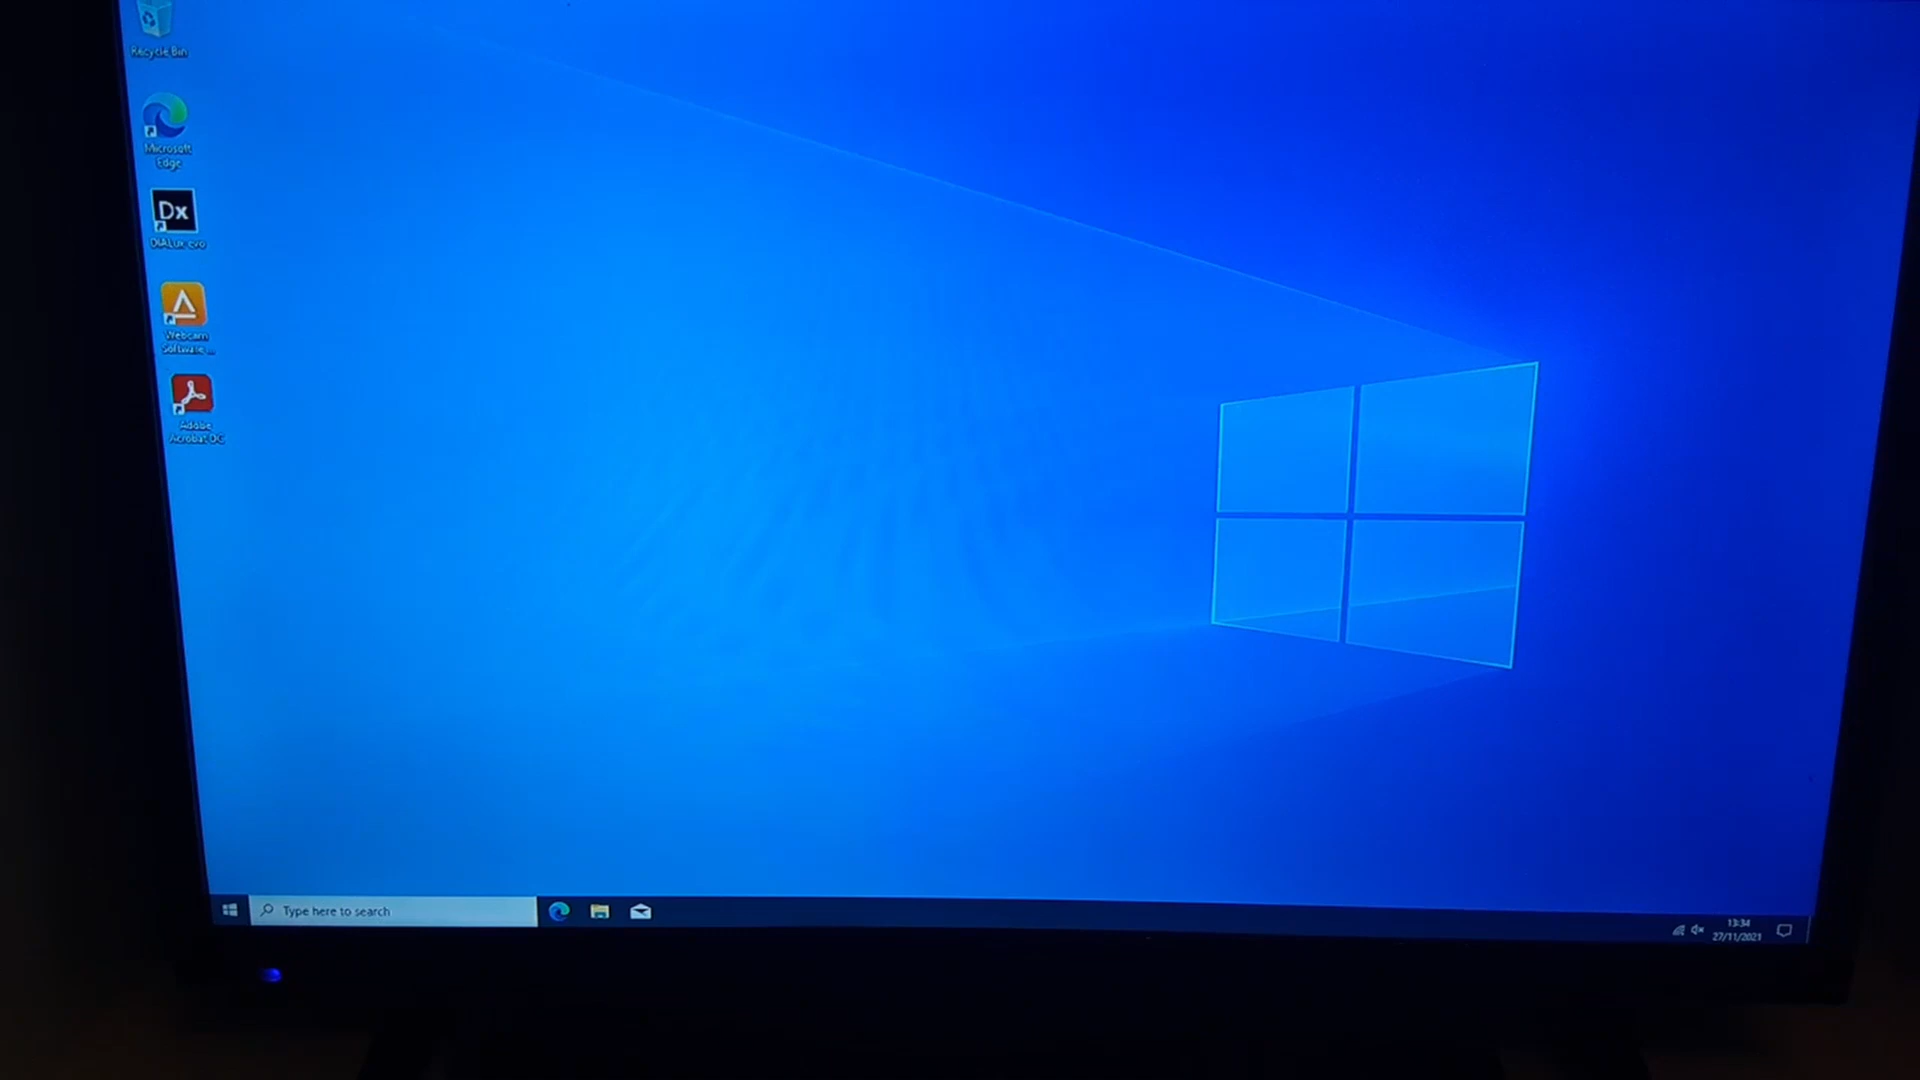 Recycle Bin
Microsoft
Edge
Dx
DIALux evo
Webcam
Software ...
Adobe
Acrobat DC
Type here to search
13:34
27/11/2021